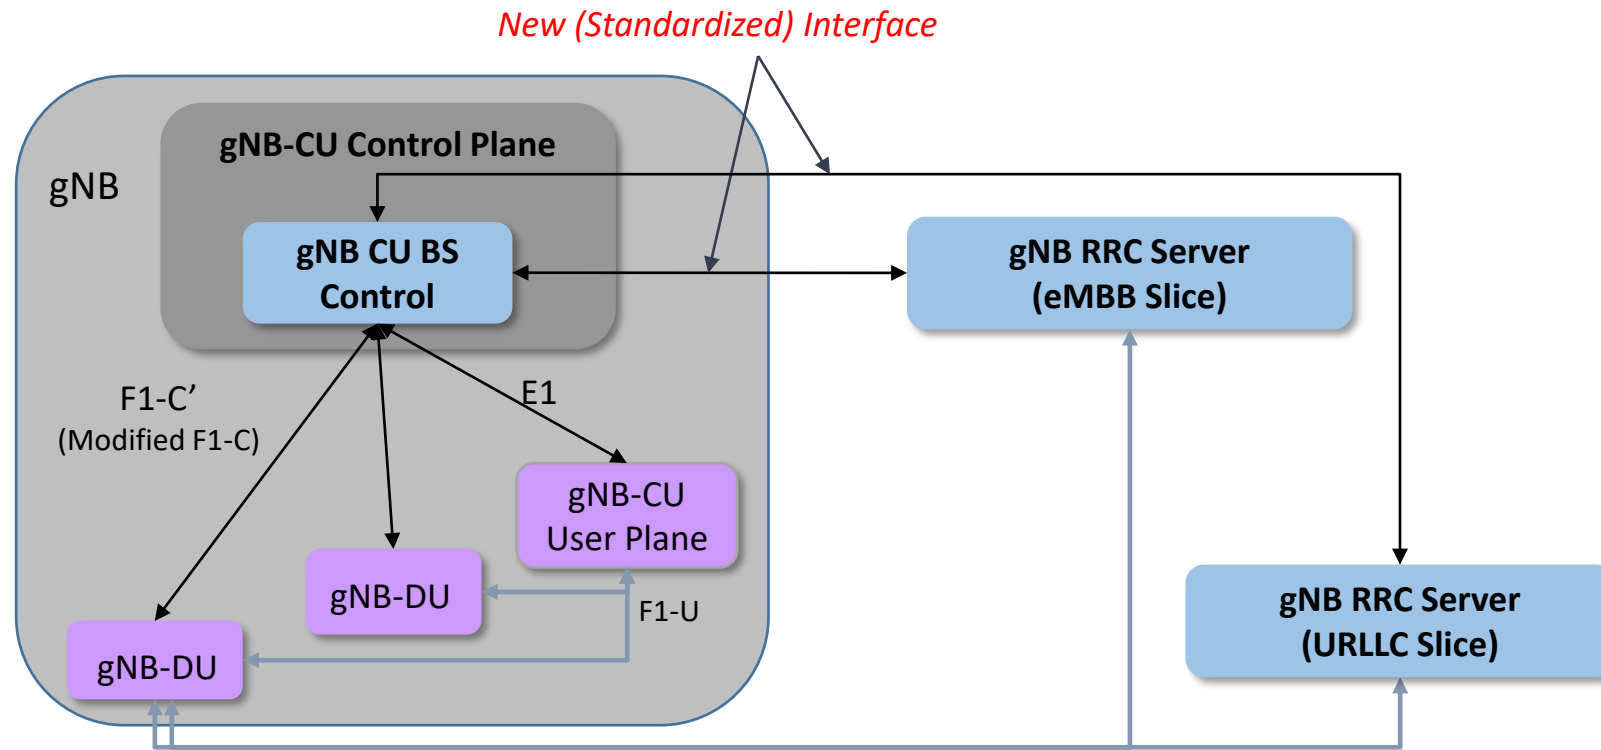 New (Standardized) Interface
gNB-CU Control Plane
gNB
gNB CU BS
Control
gNB RRC Server
(eMBB Slice)
F1-C’
(Modified F1-C)
E1
gNB-CU
User Plane
gNB-DU
F1-U
gNB-DU
gNB RRC Server
(URLLC Slice)